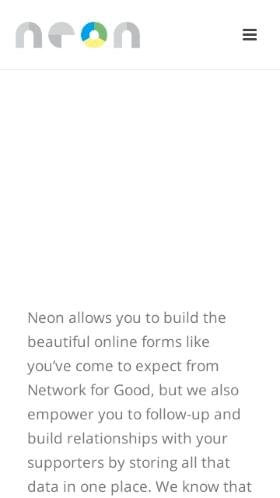 neon
Neon allows you to build the
beautiful online forms like
you’ve come to expect from
Network for Good, but we also
empower you to follow-up and
build relationships with your
supporters by storing all that
data in one place. We know that